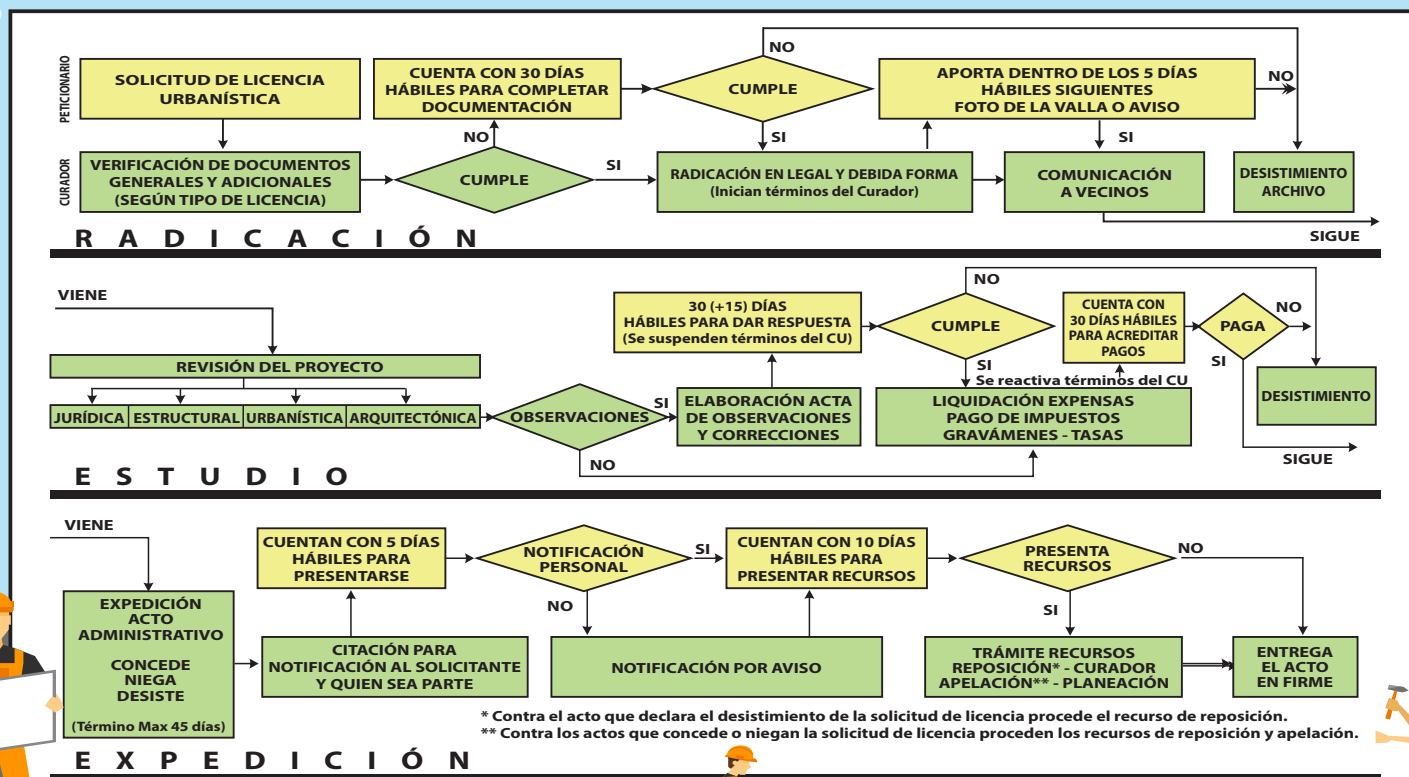 PETICIONARIO
SOLICITUD DE LICENCIA
URBANÍSTICA
CUENTA CON 30 DÍAS
HÁBILES PARA COMPLETAR
DOCUMENTACIÓN
CUMPLE
NO
APORTA DENTRO DE LOS 5 DÍAS
HÁBILES SIGUIENTES
FOTO DE LA VALLA O AVISO
NO
NO
SI
SI
CURADOR
VERIFICACIÓN DE DOCUMENTOS
GENERALES Y ADICIONALES
(SEGÚN TIPO DE LICENCIA)
CUMPLE
SI
RADICACIÓN EN LEGAL Y DEBIDA FORMA
(Inician términos del Curador)
COMUNICACIÓN
A VECINOS
DESISTIMIENTO
ARCHIVO
SIGUE
RADICACIÓN
VIENE
REVISIÓN DEL PROYECTO
JURÍDICA ESTRUCTURAL URBANÍSTICA ARQUITECTÓNICA
OBSERVACIONES
SI
NO
ELABORACIÓN ACTA
DE OBSERVACIONES
Y CORRECCIONES
30 (+15) DÍAS
HÁBILES PARA DAR RESPUESTA
(Se suspenden términos del CU)
CUMPLE
NO
SI
Se reactiva términos del CU
LIQUIDACIÓN EXPENSAS
PAGO DE IMPUESTOS
GRAVÁMENES - TASAS
CUENTA CON
30 DÍAS HÁBILES
PARA ACREDITAR
PAGOS
PAGA
NO
SI
DESISTIMIENTO
SIGUE
ESTUDIO
VIENE
EXPEDICIÓN
ACTO
ADMINISTRATIVO
CONCEDE
NIEGA
DESISTE
(Término Max 45 días)
CUENTAN CON 5 DÍAS
HÁBILES PARA
PRESENTARSE
CITACIÓN PARA
NOTIFICACIÓN AL SOLICITANTE
Y QUIEN SEA PARTE
NOTIFICACIÓN
PERSONAL
SI
NO
NOTIFICACIÓN POR AVISO
CUENTAN CON 10 DÍAS
HÁBILES PARA
PRESENTAR RECURSOS
PRESENTA
RECURSOS
NO
SI
TRÁMITE RECURSOS
REPOSICIÓN* - CURADOR
APELACIÓN** - PLANEACIÓN
ENTREGA
EL ACTO
EN FIRME
* Contra el acto que declara el desistimiento de la solicitud de licencia procede el recurso de reposición.
** Contra los actos que concede o niegan la solicitud de licencia proceden los recursos de reposición y apelación.
EXPEDICIÓN